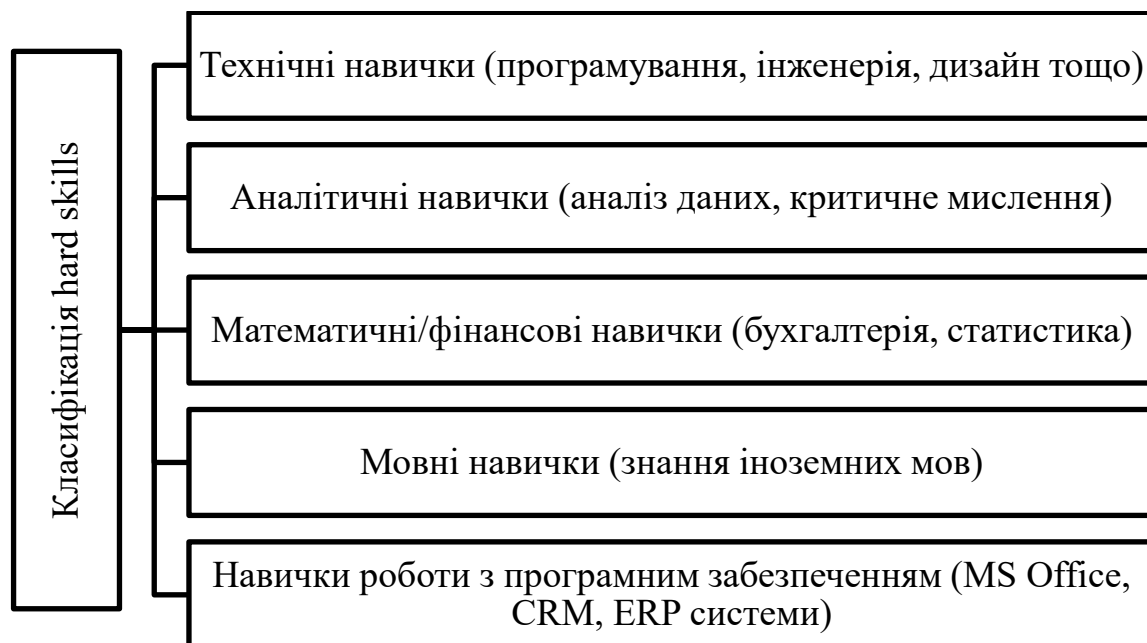 Класифікація hard skills
Технічні навички (програмування, інженерія, дизайн тощо)
Аналітичні навички (аналіз даних, критичне мислення)
Математичні/фінансові навички (бухгалтерія, статистика)
Мовні навички (знання іноземних мов)
Навички роботи з програмним забезпеченням (MS Office,
CRM, ERP системи)